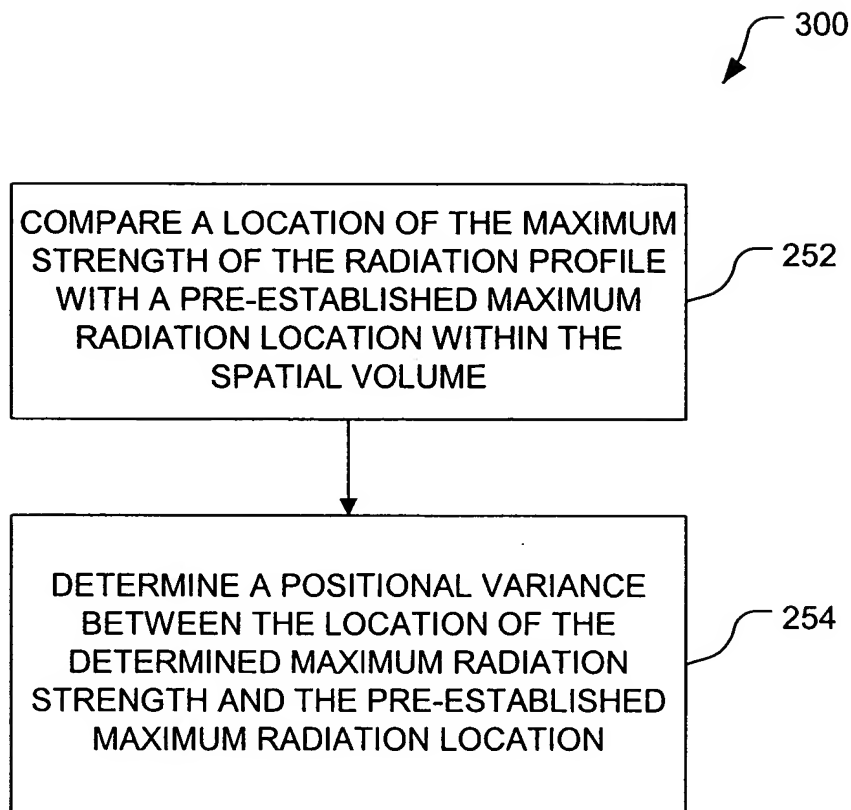 300
COMPARE A LOCATION OF THE MAXIMUM
STRENGTH OF THE RADIATION PROFILE
WITH A PRE-ESTABLISHED MAXIMUM
RADIATION LOCATION WITHIN THE
SPATIAL VOLUME
252
DETERMINE A POSITIONAL VARIANCE
BETWEEN THE LOCATION OF THE
DETERMINED MAXIMUM RADIATION
STRENGTH AND THE PRE-ESTABLISHED
MAXIMUM RADIATION LOCATION
254